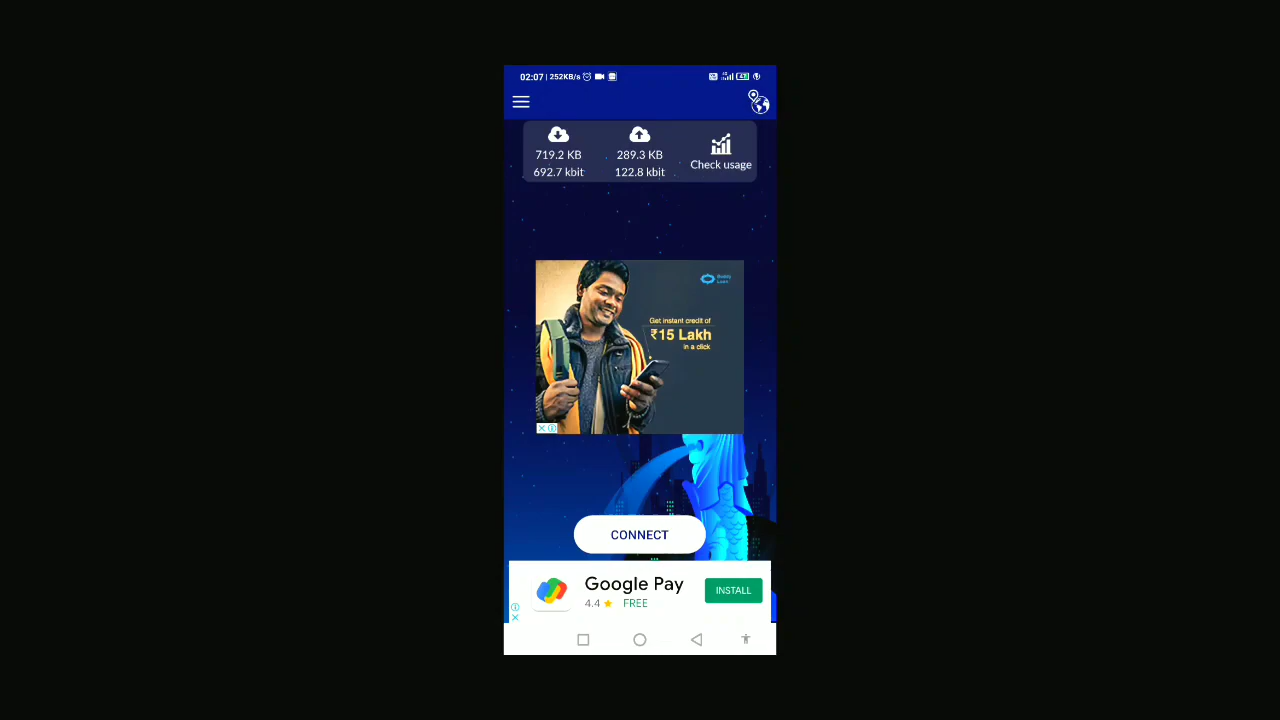 02:07 | 252KB/s
719.2 KB
692.7 kbit
289.3 KB
122.8 kbit
Check usage
Get instant credit of
₹15 Lakh
in a click
CONNECT
Google Pay
4.4 ★ FREE
INSTALL